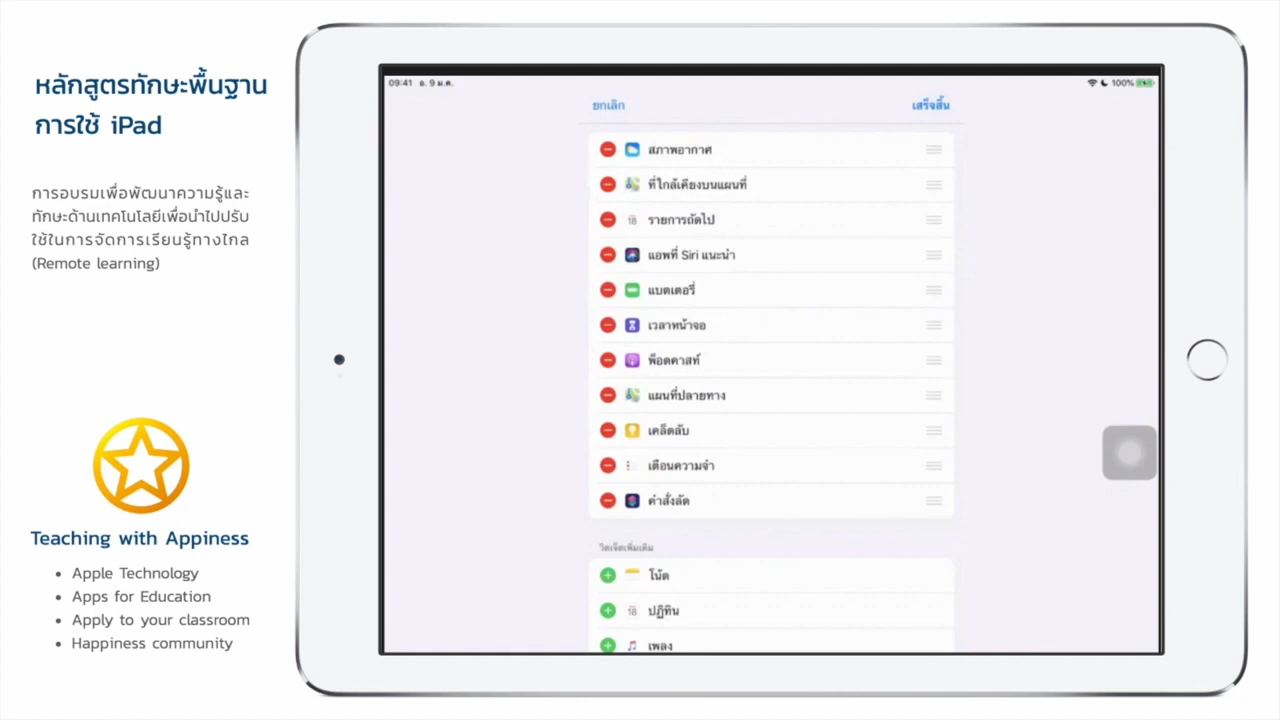 หลักสูตรทักษะพื้นฐาน
การใช้ iPad
การอบรมเพื่อพัฒนาความรู้และ
ทักษะด้านเทคโนโลยีเพื่อนำไปปรับ
ใช้ในการจัดการเรียนรู้ทางไกล
(Remote learning)
Teaching with Appiness
• Apple Technology
• Apps for Education
• Apply to your classroom
• Happiness community
09:41 อ. 9 ม.ค.
100%
ยกเลิก
เสร็จสิ้น
สภาพอากาศ
ที่ใกล้เคียงบนแผนที่
18 รายการถัดไป
แอพที่ Siri แนะนำ
แบตเตอรี่
เวลาหน้าจอ
พ็อดคาสท์
แผนที่ปลายทาง
เคล็ดลับ
เตือนความจำ
คำสั่งลัด
วิดเจ็ตเพิ่มเติม
โน้ต
18 ปฏิทิน
เพลง